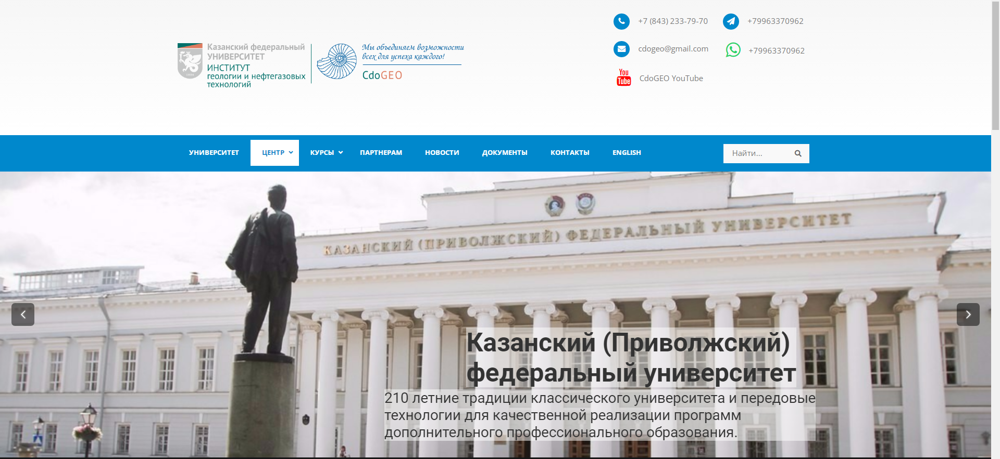 Казанский федеральный
УНИВЕРСИТЕТ
ИНСТИТУТ
геологии и нефтегазовых
технологий
1804
Мы объединяем возможности
всех для успеха каждого!
CdoGEO
+7 (843) 233-79-70
+79963370962
cdogeo@gmail.com
+79963370962
You
Tube
CdoGEO YouTube
УНИВЕРСИТЕТ
ЦЕНТР
КУРСЫ
ПАРТНЕРАМ
НОВОСТИ
ДОКУМЕНТЫ
КОНТАКТЫ
ENGLISH
Найти...
КАЗАНСКИЙ (ПРИВОЛЖСКИЙ) ФЕДЕРАЛЬНЫЙ УНИВЕРСИТЕТ
Казанский (Приволжский)
федеральный университет
210 летние традиции классического университета и передовые
технологии для качественной реализации программ
дополнительного профессионального образования.